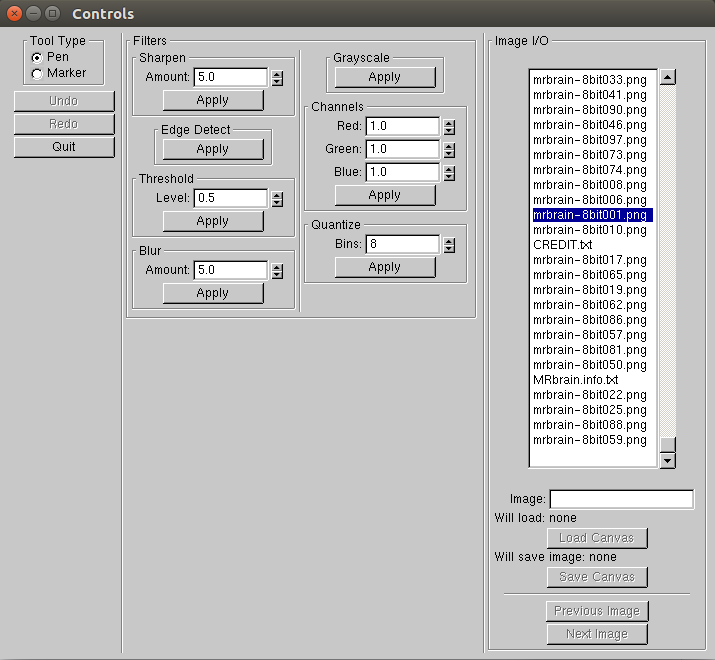 Controls
Tool Type
Pen
Marker
Undo
Redo
Quit
Filters
Sharpen
Amount: 5.0
Apply
Edge Detect
Apply
Threshold
Level: 0.5
Apply
Blur
Amount: 5.0
Apply
Grayscale
Apply
Channels
Red: 1.0
Green: 1.0
Blue: 1.0
Apply
Quantize
Bins: 8
Apply
Image I/O
mrbrain-8bit033.png
mrbrain-8bit041.png
mrbrain-8bit090.png
mrbrain-8bit046.png
mrbrain-8bit097.png
mrbrain-8bit073.png
mrbrain-8bit074.png
mrbrain-8bit008.png
mrbrain-8bit006.png
mrbrain-8bit001.png
mrbrain-8bit010.png
CREDIT.txt
mrbrain-8bit017.png
mrbrain-8bit065.png
mrbrain-8bit019.png
mrbrain-8bit062.png
mrbrain-8bit086.png
mrbrain-8bit057.png
mrbrain-8bit081.png
mrbrain-8bit050.png
MRbrain.info.txt
mrbrain-8bit022.png
mrbrain-8bit025.png
mrbrain-8bit088.png
mrbrain-8bit059.png
Image:
Will load: none
Load Canvas
Will save image: none
Save Canvas
Previous Image
Next Image